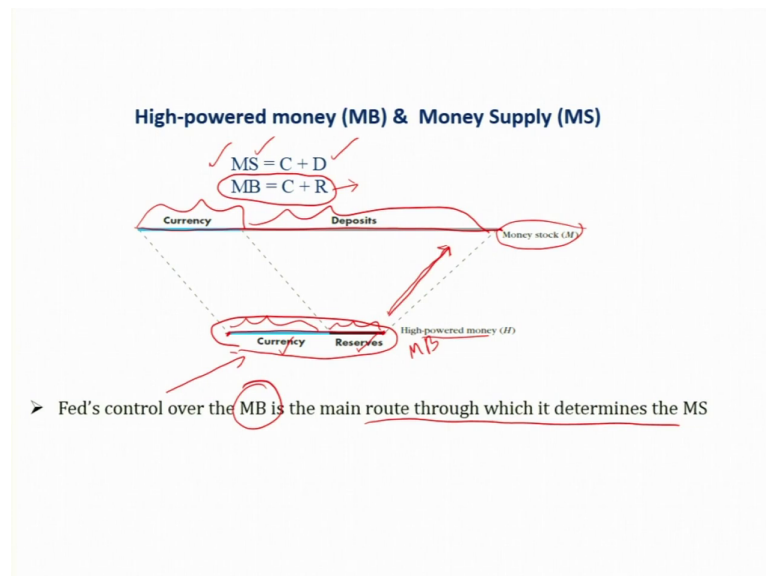 High-powered money (MB) & Money Supply (MS)
MS = C + D
MB = C + R
Currency Deposits
Money stock (M)
High-powered money (H)
Currency Reserves
MB
➤ Fed's control over the MB is the main route through which it determines the MS